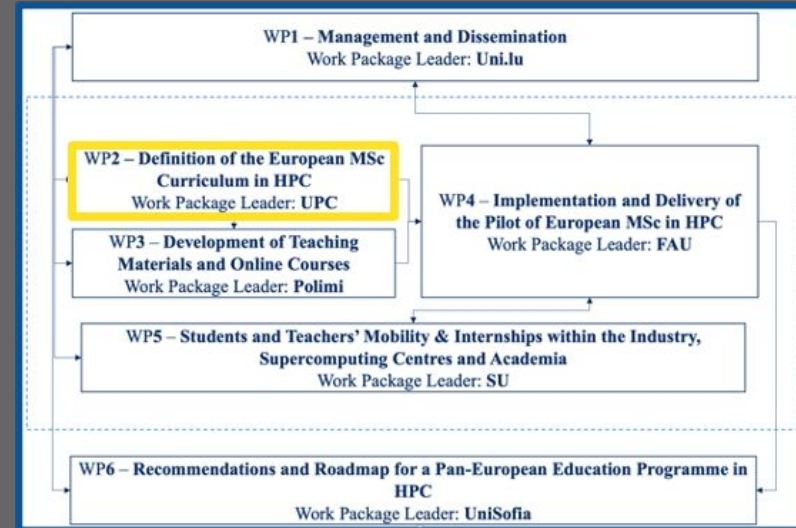 WP1 – Management and Dissemination
Work Package Leader: Uni.lu
WP2 – Definition of the European MSc
Curriculum in HPC
Work Package Leader: UPC
WP3 – Development of Teaching
Materials and Online Courses
Work Package Leader: Polimi
WP4 – Implementation and Delivery of
the Pilot of European MSc in HPC
Work Package Leader: FAU
WP5 – Students and Teachers' Mobility & Internships within the Industry,
Supercomputing Centres and Academia
Work Package Leader: SU
WP6 – Recommendations and Roadmap for a Pan-European Education Programme in
HPC
Work Package Leader: UniSofia